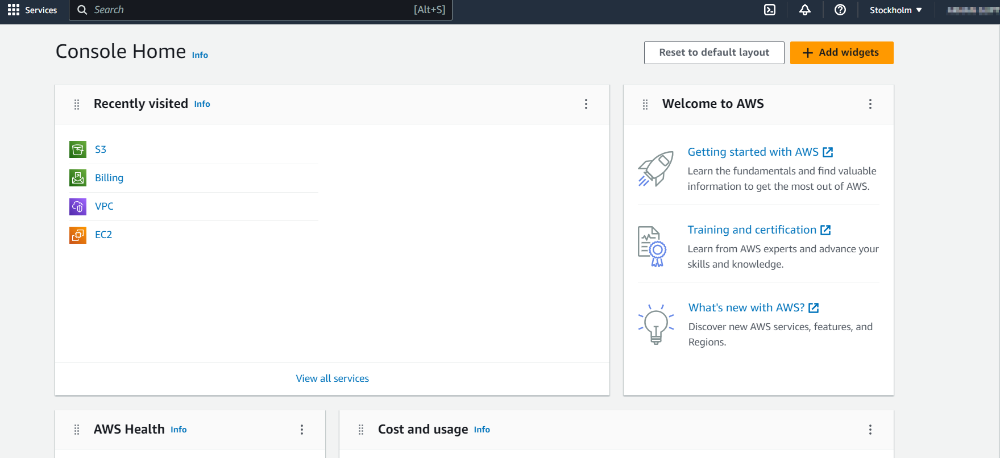 Services
Search [Alt+S]
Stockholm
Console Home Info
Reset to default layout
Add widgets
Recently visited Info
S3
Billing
VPC
EC2
View all services
Welcome to AWS
Getting started with AWS
Learn the fundamentals and find valuable
information to get the most out of AWS.
Training and certification
Learn from AWS experts and advance your
skills and knowledge.
What's new with AWS?
Discover new AWS services, features, and
Regions.
AWS Health Info
Cost and usage Info